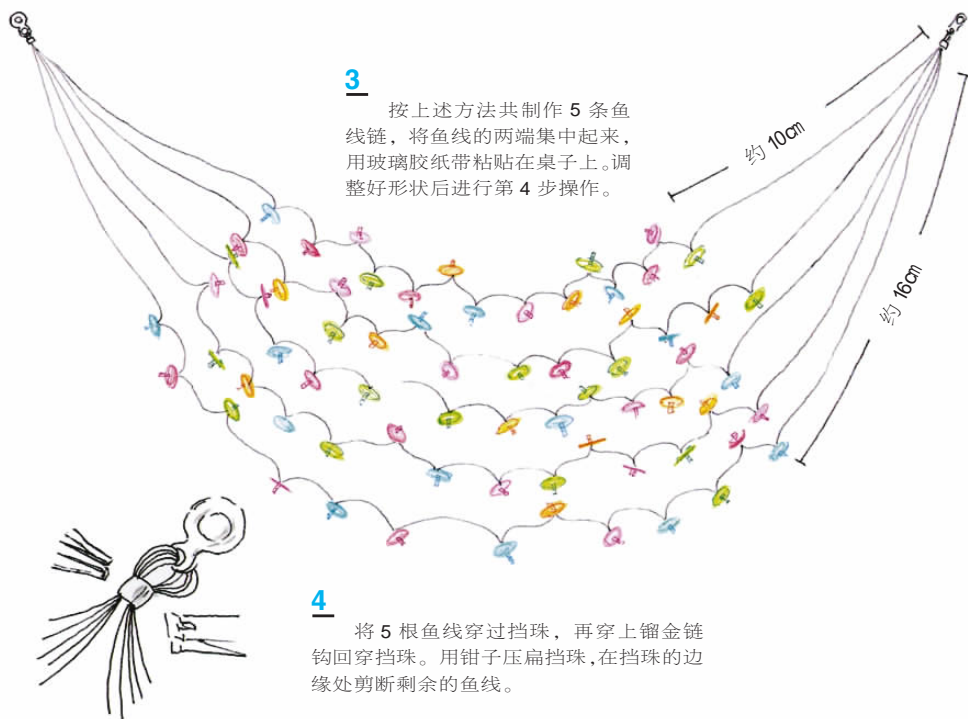 3
按上述方法共制作 5 条鱼
线链，将鱼线的两端集中起来，
用玻璃胶纸带粘贴在桌子上。调
整好形状后进行第 4 步操作。
约 10cm
约 16cm
4
将 5 根鱼线穿过挡珠，再穿上镏金链
钩回穿挡珠。用钳子压扁挡珠，在挡珠的边
缘处剪断剩余的鱼线。